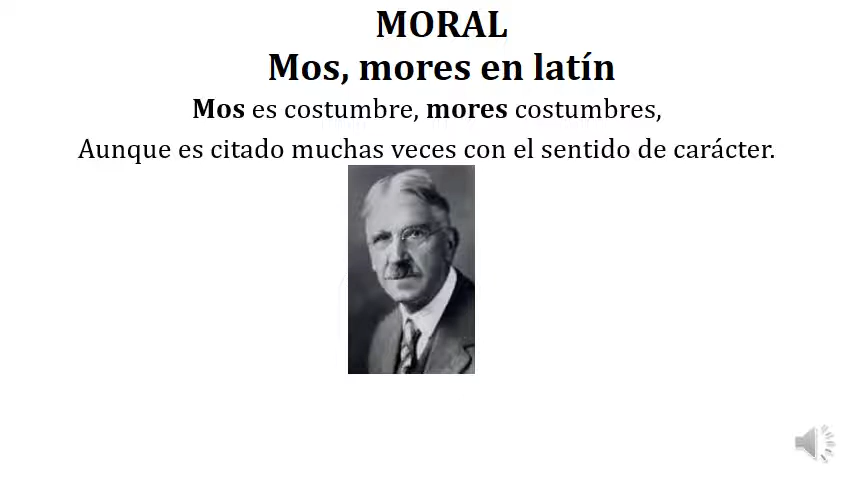 MORAL
Mos, mores en latín
Mos es costumbre, mores costumbres,
Aunque es citado muchas veces con el sentido de carácter.